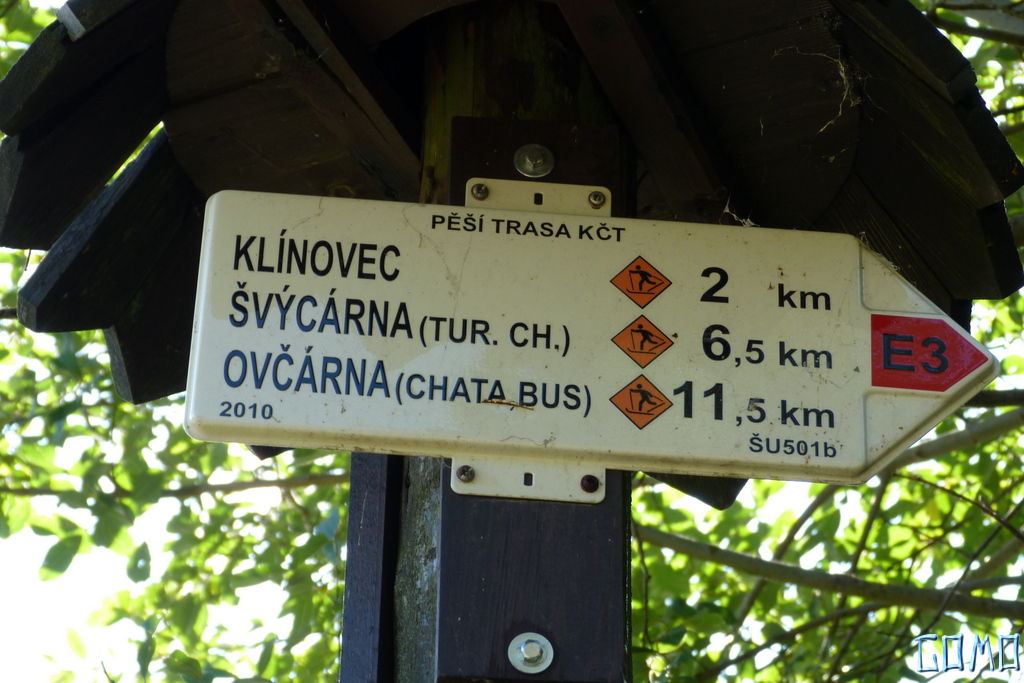 PĚŠÍ TRASA KČT
KLÍNOVEC 2 km
ŠVÝCÁRNA (TUR. CH.) 6,5 km
OVČÁRNA (CHATA, BUS) 11,5 km
E3
2010 ŠU501b
GOMO